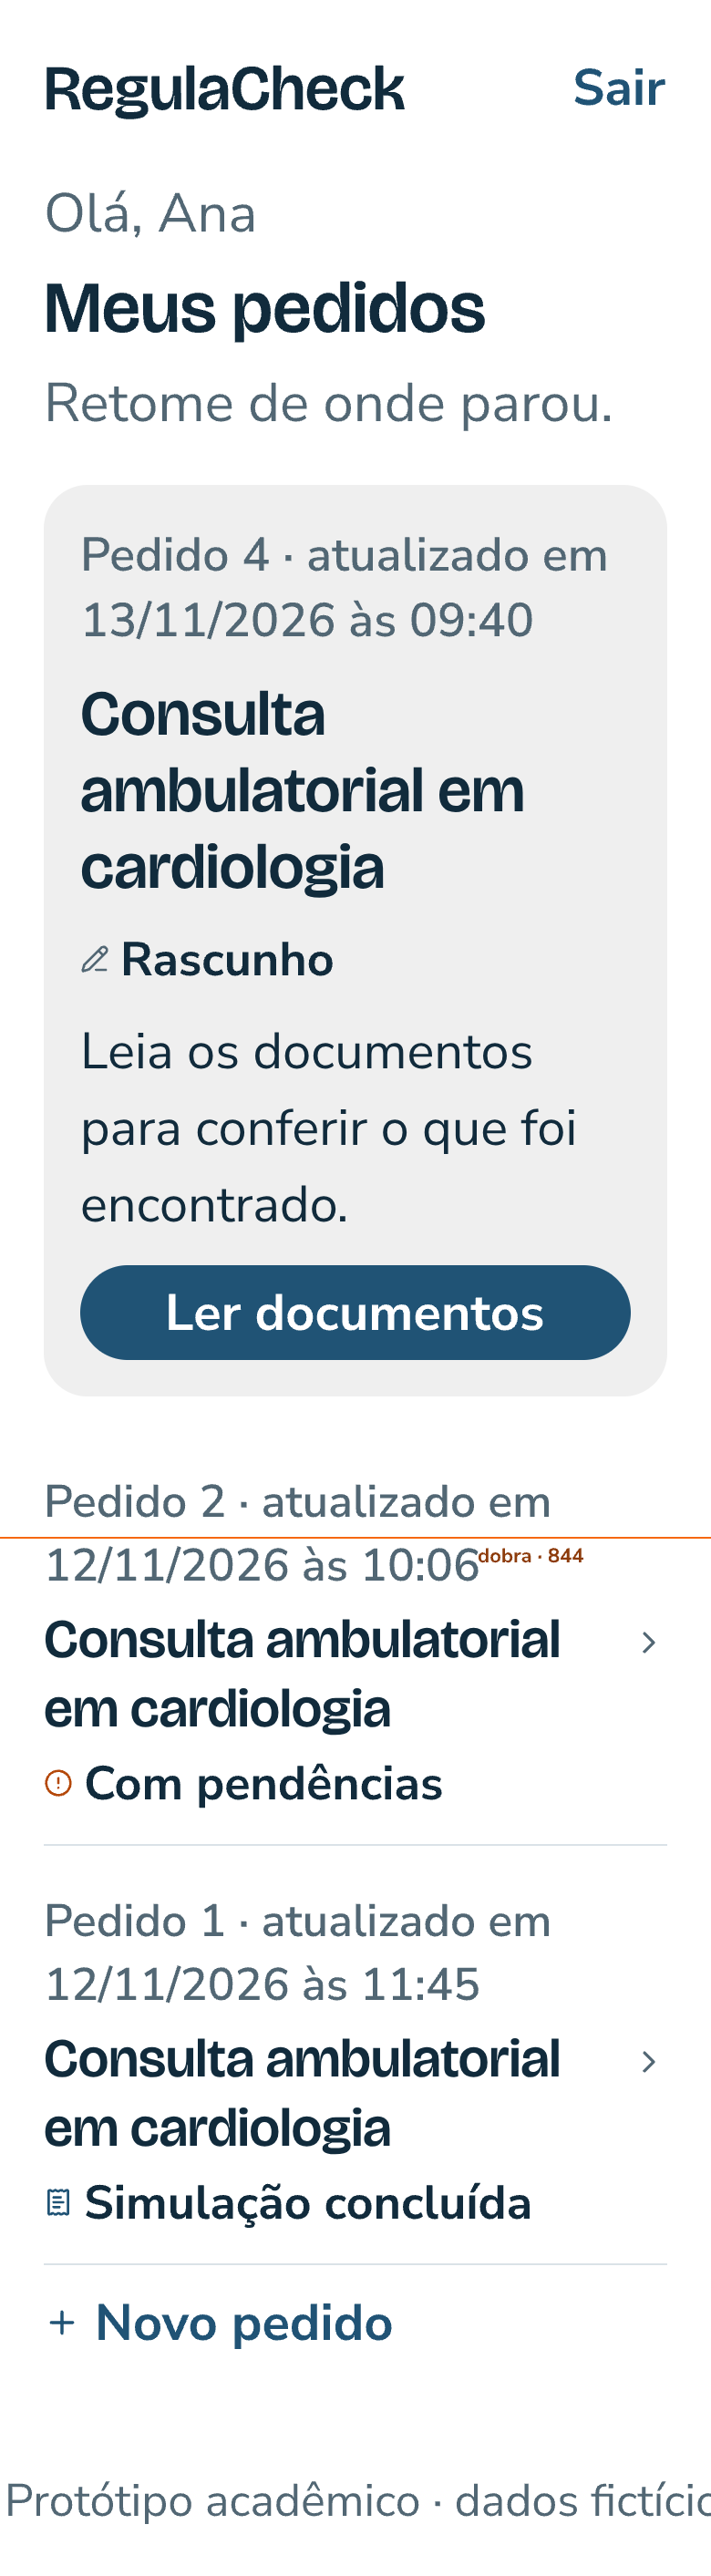 RegulaCheck
Sair
Olá, Ana
Meus pedidos
Retome de onde parou.
Pedido 4 · atualizado em
13/11/2026 às 09:40
Consulta
ambulatorial em
cardiologia
Rascunho
Leia os documentos
para conferir o que foi
encontrado.
Ler documentos
Pedido 2 · atualizado em
12/11/2026 às 10:06
dobra · 844
Consulta ambulatorial
em cardiologia
Com pendências
Pedido 1 · atualizado em
12/11/2026 às 11:45
Consulta ambulatorial
em cardiologia
Simulação concluída
+ Novo pedido
Protótipo acadêmico · dados